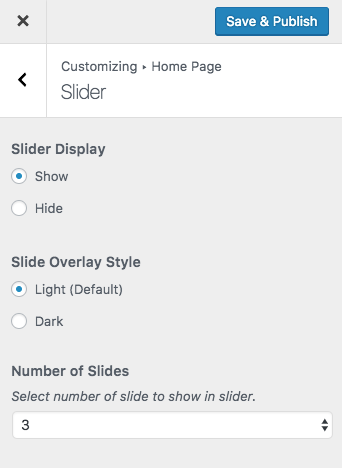 Save & Publish
Customizing ▸ Home Page
Slider
Slider Display
Show
Hide
Slide Overlay Style
Light (Default)
Dark
Number of Slides
Select number of slide to show in slider.
3